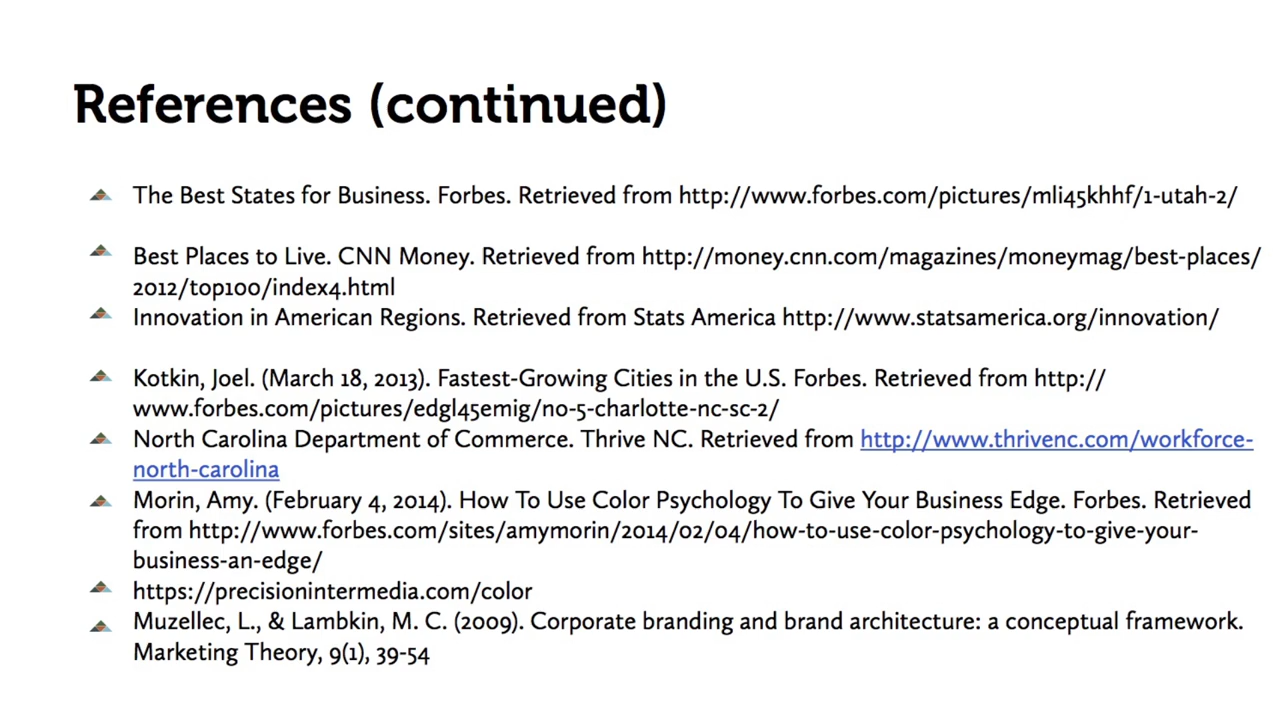 References (continued)
The Best States for Business. Forbes. Retrieved from http://www.forbes.com/pictures/mli45khhf/1-utah-2/
Best Places to Live. CNN Money. Retrieved from http://money.cnn.com/magazines/moneymag/best-places/
2012/top100/index4.html
Innovation in American Regions. Retrieved from Stats America http://www.statsamerica.org/innovation/
Kotkin, Joel. (March 18, 2013). Fastest-Growing Cities in the U.S. Forbes. Retrieved from http://
www.forbes.com/pictures/edgl45emig/no-5-charlotte-nc-sc-2/
North Carolina Department of Commerce. Thrive NC. Retrieved from http://www.thrivenc.com/workforce-
north-carolina
Morin, Amy. (February 4, 2014). How To Use Color Psychology To Give Your Business Edge. Forbes. Retrieved
from http://www.forbes.com/sites/amymorin/2014/02/04/how-to-use-color-psychology-to-give-your-
business-an-edge/
https://precisionintermedia.com/color
Muzellec, L., & Lambkin, M. C. (2009). Corporate branding and brand architecture: a conceptual framework.
Marketing Theory, 9(1), 39-54